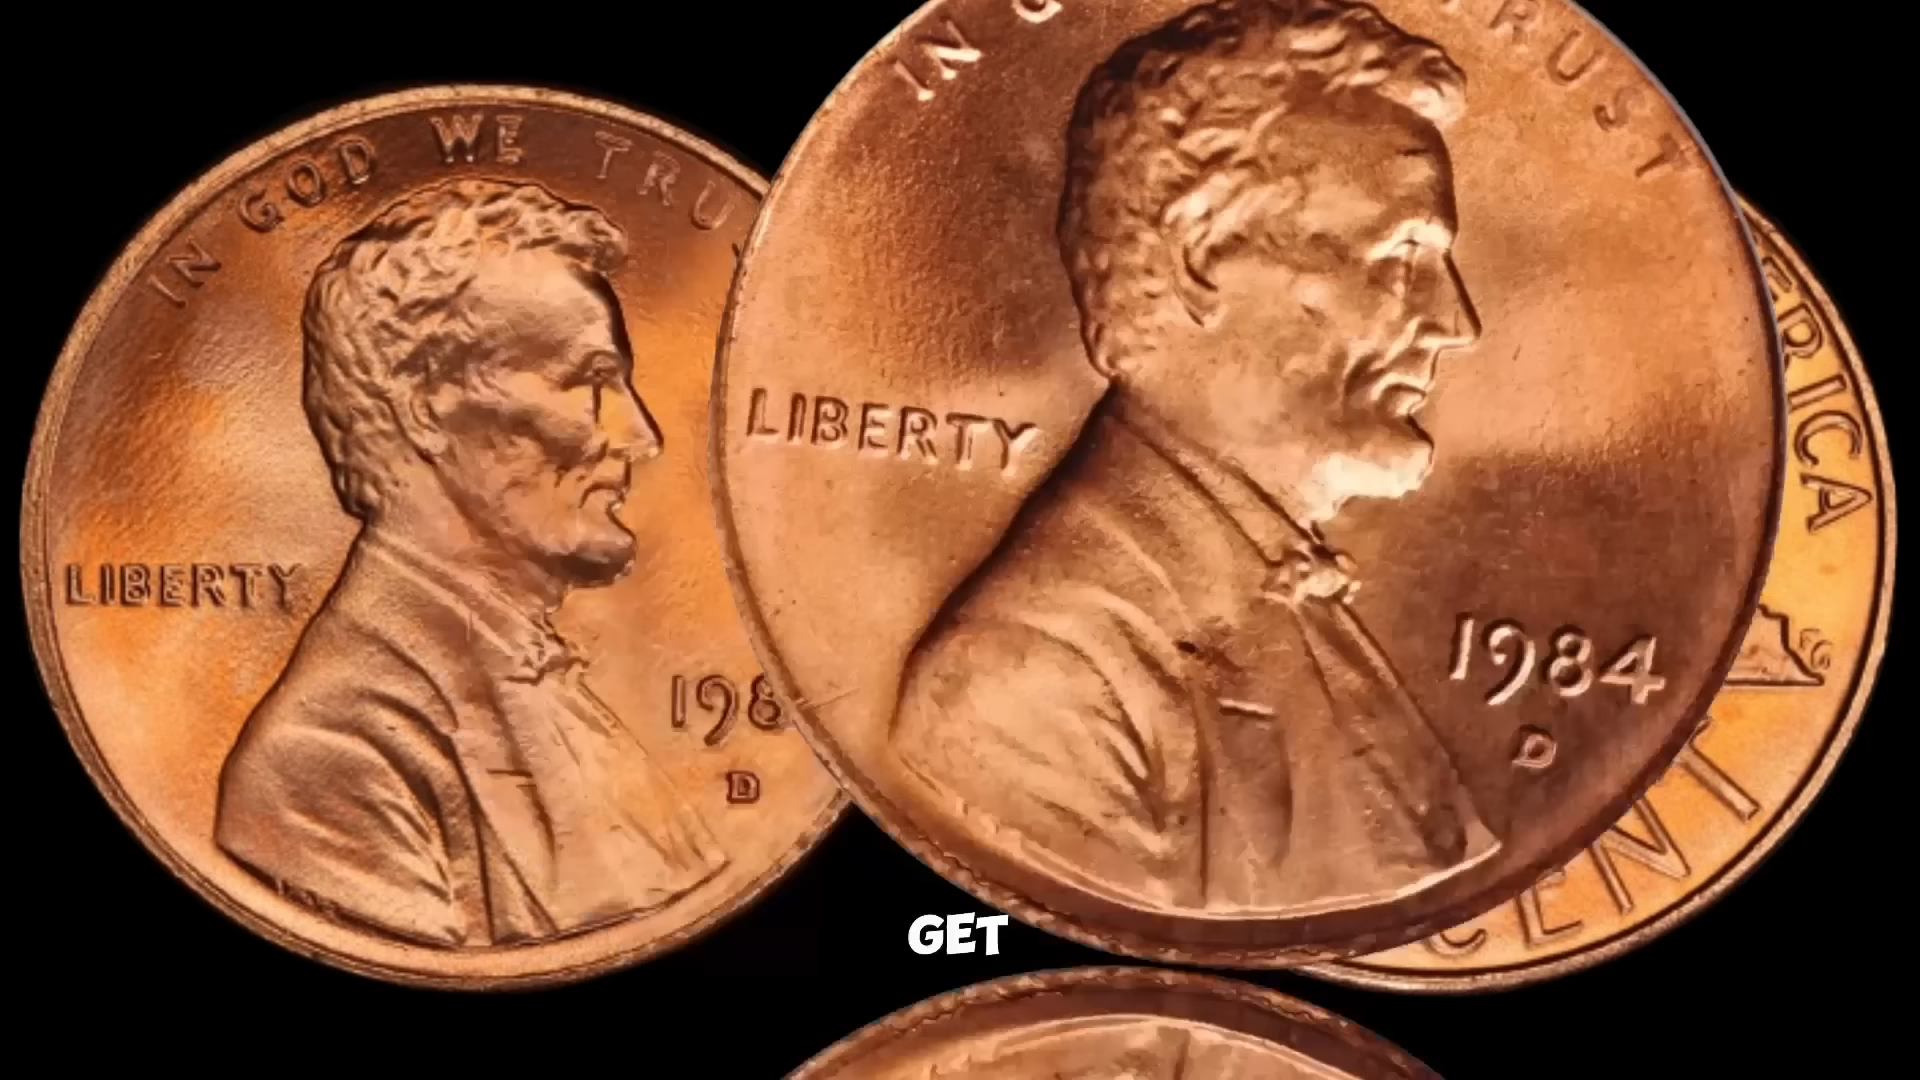 IN GOD WE TRU
LIBERTY
198
D
IN G
TRUST
LIBERTY
1984
D
ERICA
CENT
GET